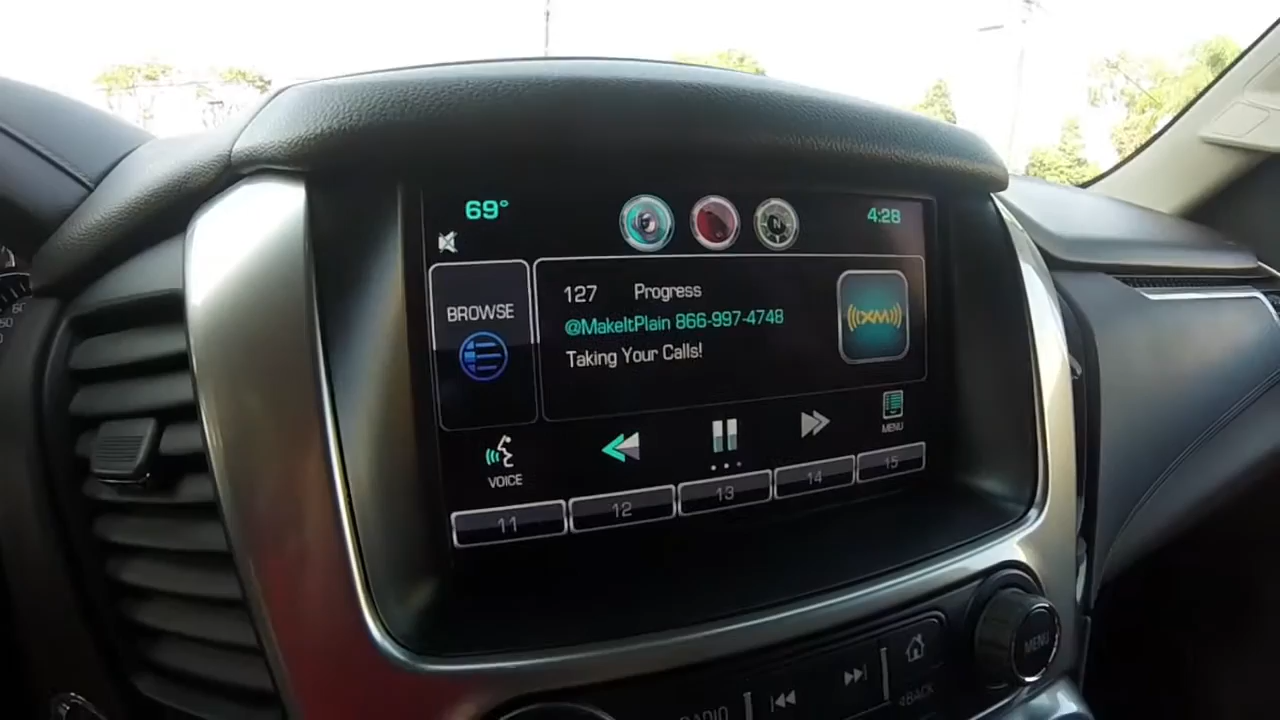 69°
4:28
N
BROWSE
127 Progress
@MakeItPlain 866-997-4748
Taking Your Calls!
((XM))
VOICE
MENU
11
12
13
14
15
60
MENU
RADIO
BACK